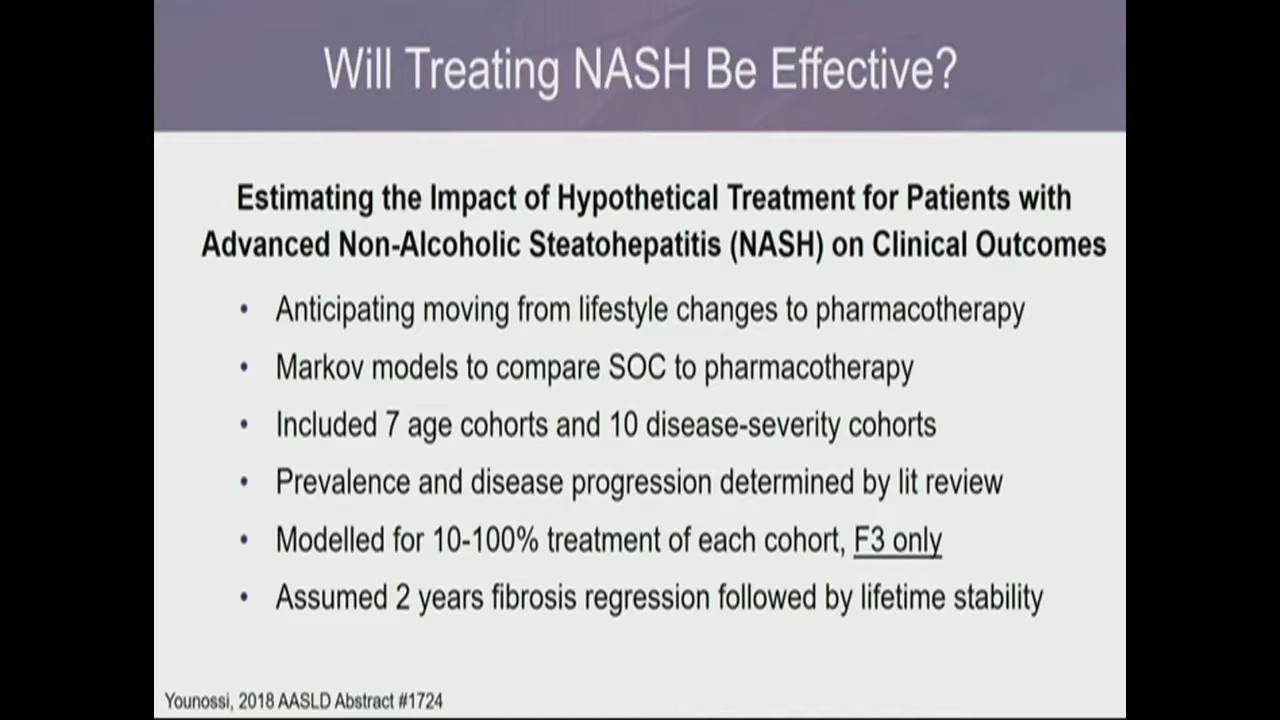 Will Treating NASH Be Effective?
Estimating the Impact of Hypothetical Treatment for Patients with
Advanced Non-Alcoholic Steatohepatitis (NASH) on Clinical Outcomes
• Anticipating moving from lifestyle changes to pharmacotherapy
• Markov models to compare SOC to pharmacotherapy
• Included 7 age cohorts and 10 disease-severity cohorts
• Prevalence and disease progression determined by lit review
• Modelled for 10-100% treatment of each cohort, F3 only
• Assumed 2 years fibrosis regression followed by lifetime stability
Younossi, 2018 AASLD Abstract #1724